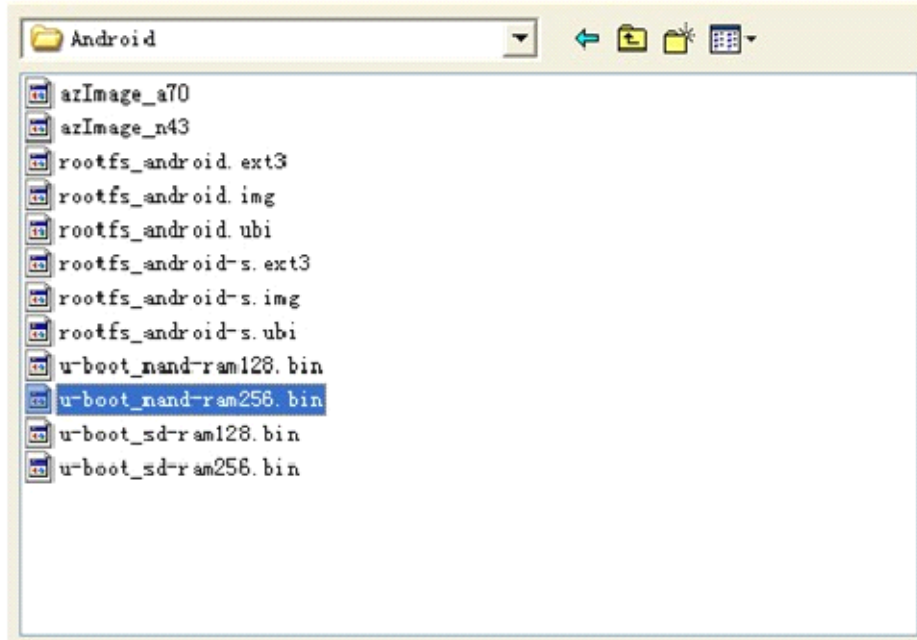 Android
azImage_a70
azImage_n43
rootfs_android.ext3
rootfs_android.img
rootfs_android.ubi
rootfs_android-s.ext3
rootfs_android-s.img
rootfs_android-s.ubi
u-boot_nand-ram128.bin
u-boot_nand-ram256.bin
u-boot_sd-ram128.bin
u-boot_sd-ram256.bin